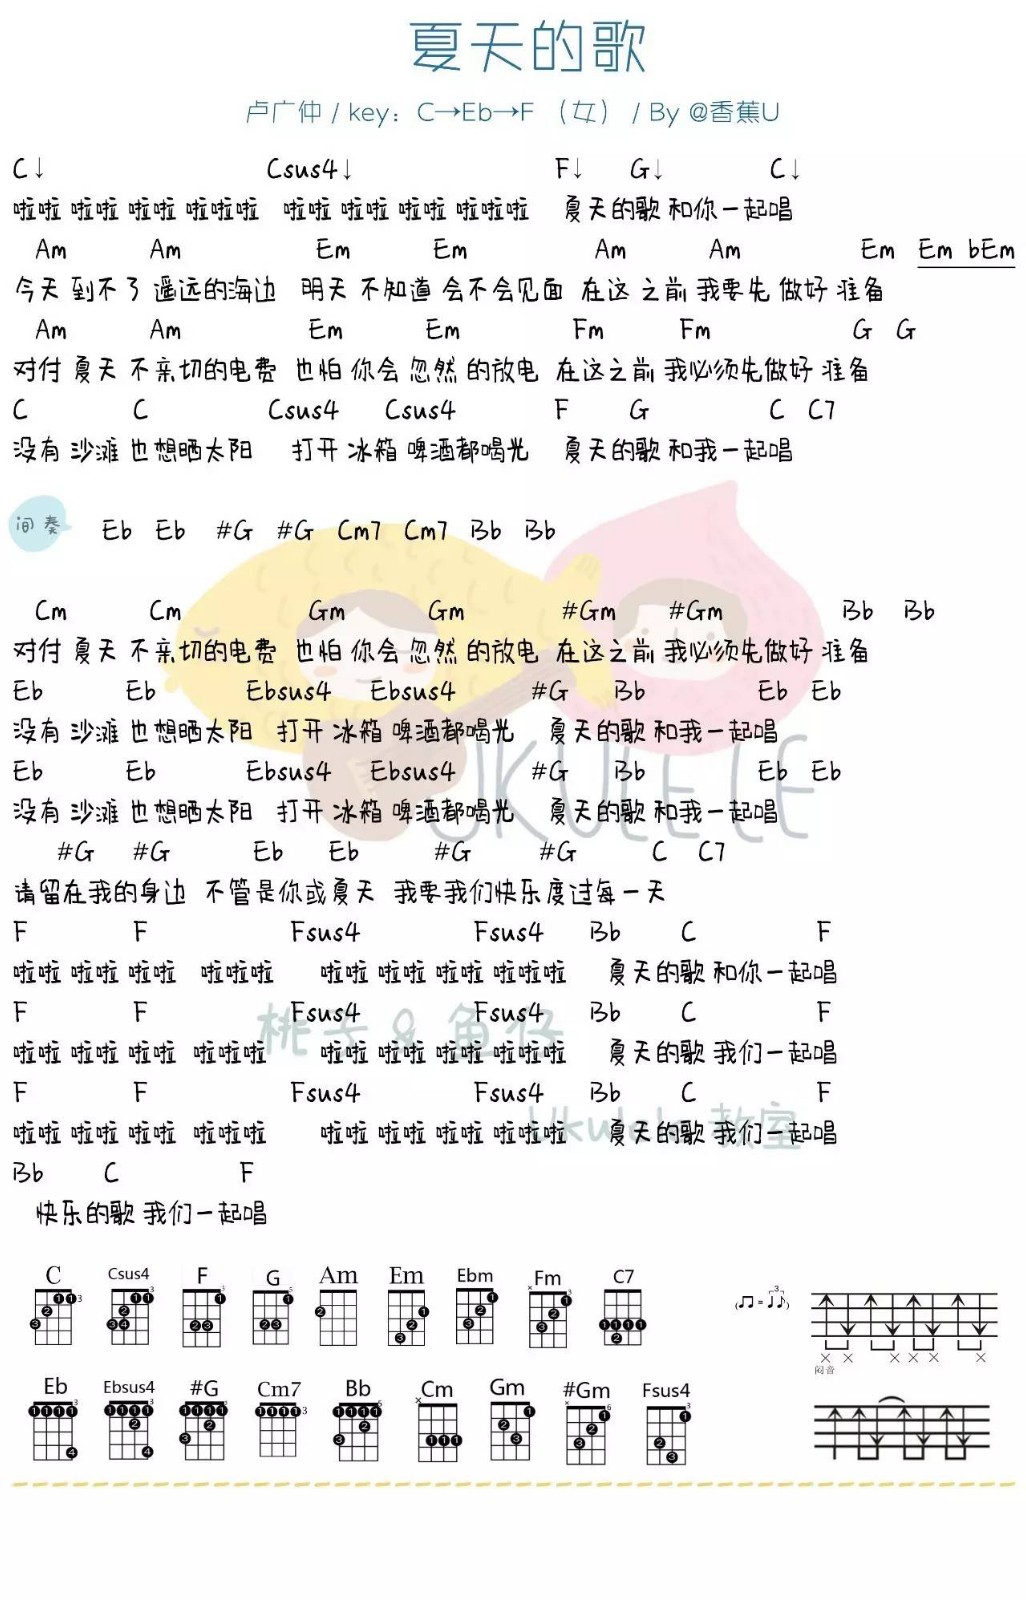 夏天的歌
卢广仲 / key：C→Eb→F （女） / By @香蕉U
C↓ Csus4↓ F↓ G↓ C↓
啦啦 啦啦 啦啦 啦啦啦 啦啦 啦啦 啦啦 啦啦啦 夏天的歌 和你一起唱
Am Am Em Em Am Am Em Em bEm
今天 到不了 遥远的海边 明天 不知道 会不会见面 在这 之前 我要先 做好 准备
Am Am Em Em Fm Fm G G
对付 夏天 不亲切的电费 也怕 你会 忽然 的放电 在这之前 我必须先做好 准备
C C Csus4 Csus4 F G C C7
没有 沙滩 也想晒太阳 打开 冰箱 啤酒都喝光 夏天的歌 和我一起唱
间奏 Eb Eb #G #G Cm7 Cm7 Bb Bb
Cm Cm Gm Gm #Gm #Gm Bb Bb
对付 夏天 不亲切的电费 也怕 你会 忽然 的放电 在这之前 我必须先做好 准备
Eb Eb Ebsus4 Ebsus4 #G Bb Eb Eb
没有 沙滩 也想晒太阳 打开 冰箱 啤酒都喝光 夏天的歌 和我一起唱
Eb Eb Ebsus4 Ebsus4 #G Bb Eb Eb
没有 沙滩 也想晒太阳 打开 冰箱 啤酒都喝光 夏天的歌 和我一起唱
UKULELE
#G #G Eb Eb #G #G C C7
请留在我的身边 不管是你或夏天 我要我们快乐度过每一天
F F Fsus4 Fsus4 Bb C F
啦啦 啦啦 啦啦 啦啦啦 啦啦 啦啦 啦啦 啦啦啦 夏天的歌 和你一起唱
F F Fsus4 Fsus4 Bb C F
桃子 & 鱼仔
啦啦 啦啦 啦啦 啦啦啦 啦啦 啦啦 啦啦 啦啦啦 夏天的歌 我们一起唱
F F Fsus4 Fsus4 Bb C F
Ukulele 教室
啦啦 啦啦 啦啦 啦啦啦 啦啦 啦啦 啦啦 啦啦啦 夏天的歌 我们一起唱
Bb C F
快乐的歌 我们一起唱
C Csus4 F G Am Em Ebm Fm C7
闷音
Eb Ebsus4 #G Cm7 Bb Cm Gm #Gm Fsus4